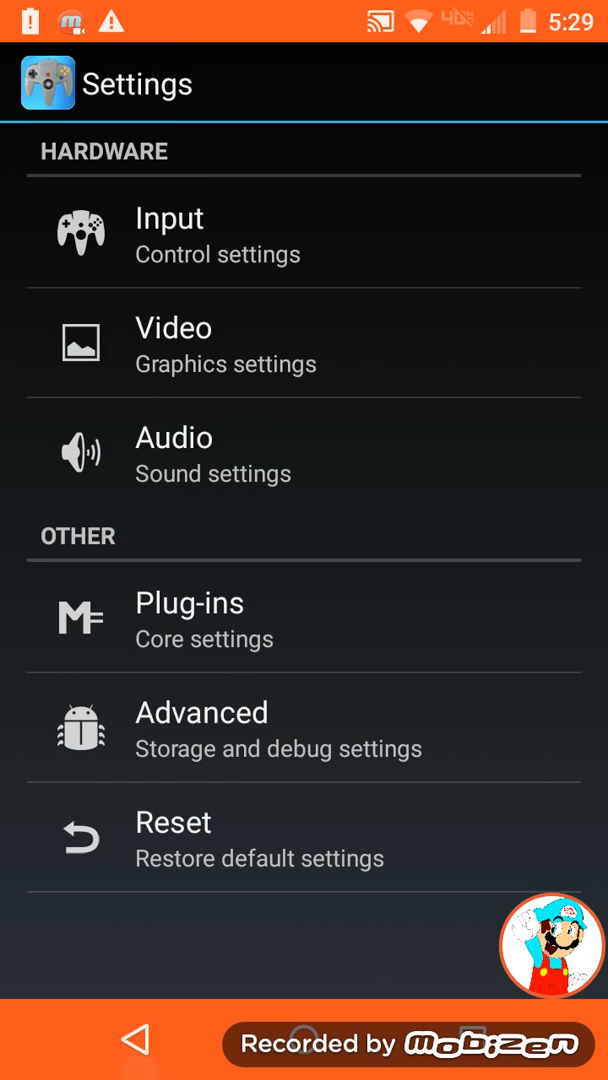 5:29
Settings
HARDWARE
Input
Control settings
Video
Graphics settings
Audio
Sound settings
OTHER
Plug-ins
Core settings
Advanced
Storage and debug settings
Reset
Restore default settings
Recorded by mobizen